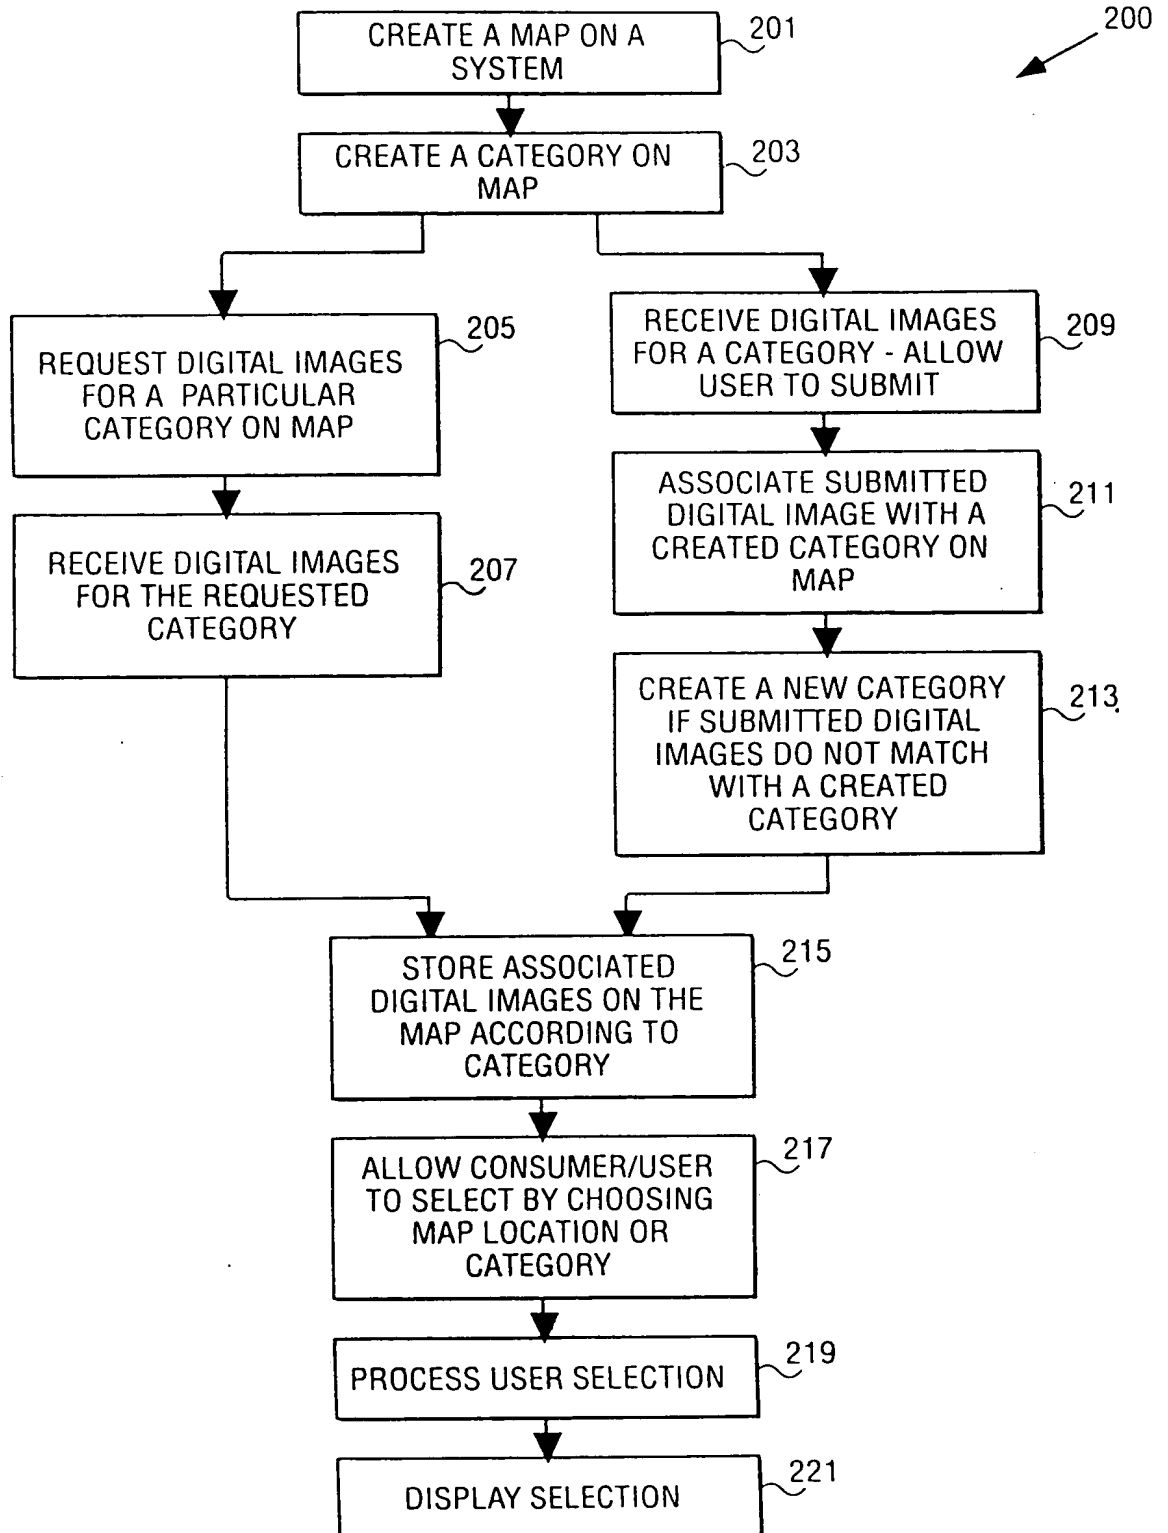 200
CREATE A MAP ON A
SYSTEM
201
CREATE A CATEGORY ON
MAP
203
REQUEST DIGITAL IMAGES
FOR A PARTICULAR
CATEGORY ON MAP
205
RECEIVE DIGITAL IMAGES
FOR THE REQUESTED
CATEGORY
207
RECEIVE DIGITAL IMAGES
FOR A CATEGORY - ALLOW
USER TO SUBMIT
209
ASSOCIATE SUBMITTED
DIGITAL IMAGE WITH A
CREATED CATEGORY ON
MAP
211
CREATE A NEW CATEGORY
IF SUBMITTED DIGITAL
IMAGES DO NOT MATCH
WITH A CREATED
CATEGORY
213
STORE ASSOCIATED
DIGITAL IMAGES ON THE
MAP ACCORDING TO
CATEGORY
215
ALLOW CONSUMER/USER
TO SELECT BY CHOOSING
MAP LOCATION OR
CATEGORY
217
PROCESS USER SELECTION
219
DISPLAY SELECTION
221